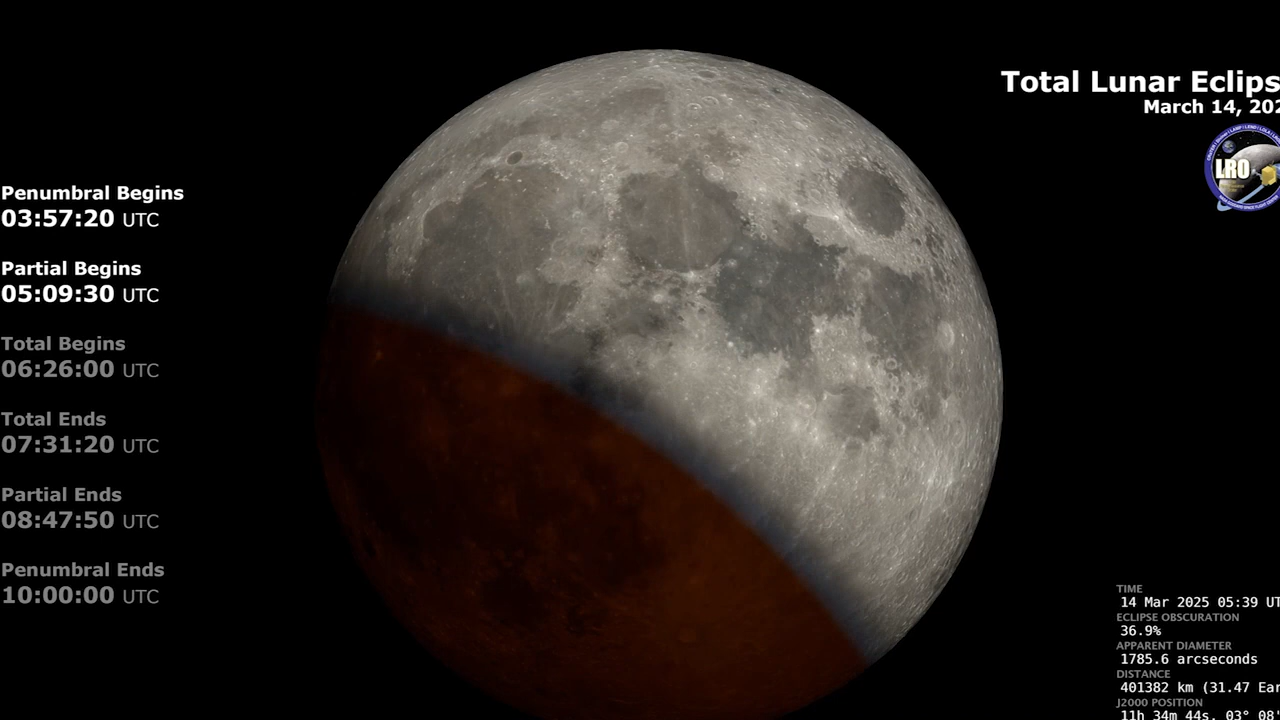 Total Lunar Eclips
March 14, 202
LRO
Penumbral Begins
03:57:20 UTC
Partial Begins
05:09:30 UTC
Total Begins
06:26:00 UTC
Total Ends
07:31:20 UTC
Partial Ends
08:47:50 UTC
Penumbral Ends
10:00:00 UTC
TIME
14 Mar 2025 05:39 UT
ECLIPSE OBSCURATION
36.9%
APPARENT DIAMETER
1785.6 arcseconds
DISTANCE
401382 km (31.47 Ear
J2000 POSITION
11h 34m 44s, 03° 08'